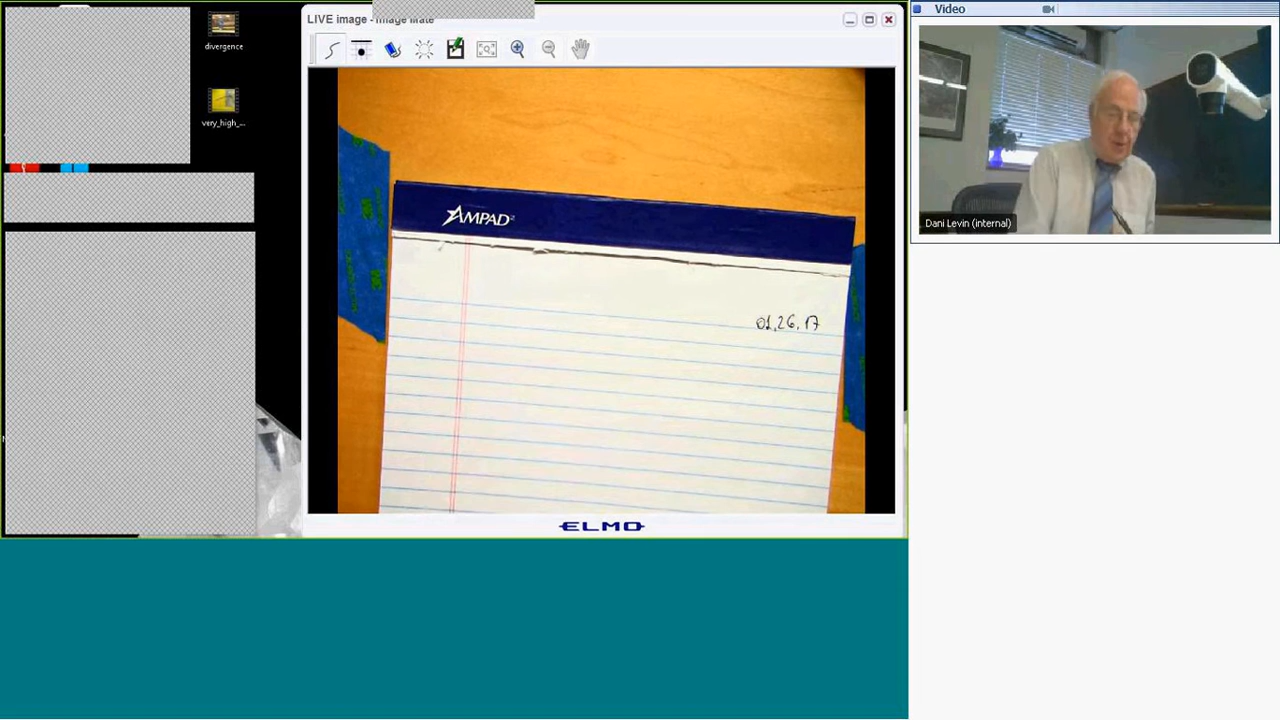 LIVE image - Image Mate
Video
divergence
very_high_...
AMPAD
01.26.17
Dani Levin (internal)
ELMO